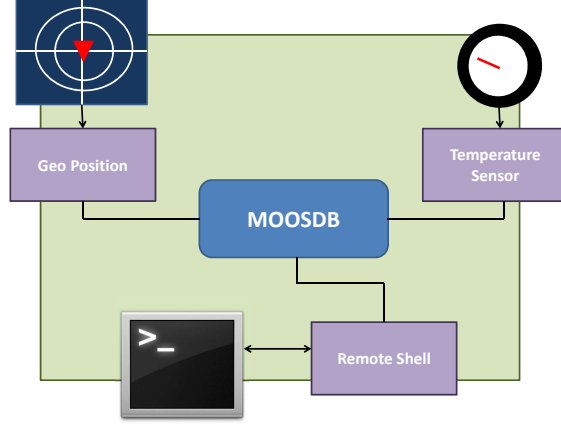 Geo Position
Temperature
Sensor
MOOSDB
>_
Remote Shell